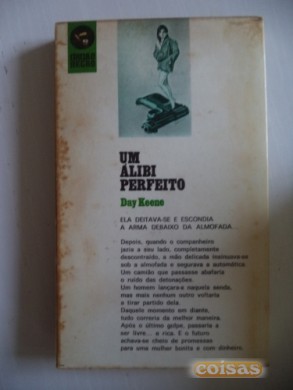 UM
ÁLIBI
PERFEITO
Day Keene
ELA DEITAVA-SE E ESCONDIA
A ARMA DEBAIXO DA ALMOFADA...
Depois, quando o companheiro
jazia a seu lado, completamente
descontraído, a mão delicada insinuava-se
sob a almofada e segurava a automática.
Um camião que passasse abafaria
o ruído das detonações.
Um homem lançara-a naquela senda,
mas mais nenhum outro voltaria
a tirar partido dela.
Daquele momento em diante,
tudo correria da melhor maneira.
Após o último golpe, passaria a
ser livre... e rica. E o futuro
achava-se cheio de promessas
para uma mulher bonita e com dinheiro.
coisas